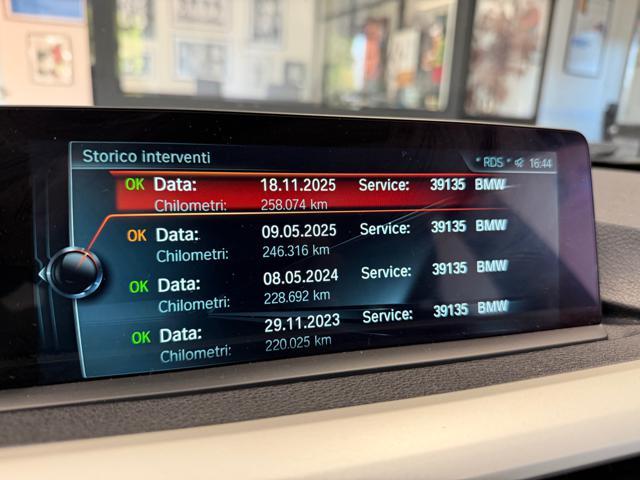 Storico interventi RDS 16:44
OK Data: 18.11.2025 Service: 39135 BMW
Chilometri: 258.074 km
OK Data: 09.05.2025 Service: 39135 BMW
Chilometri: 246.316 km
OK Data: 08.05.2024 Service: 39135 BMW
Chilometri: 228.692 km
OK Data: 29.11.2023 Service: 39135 BMW
Chilometri: 220.025 km